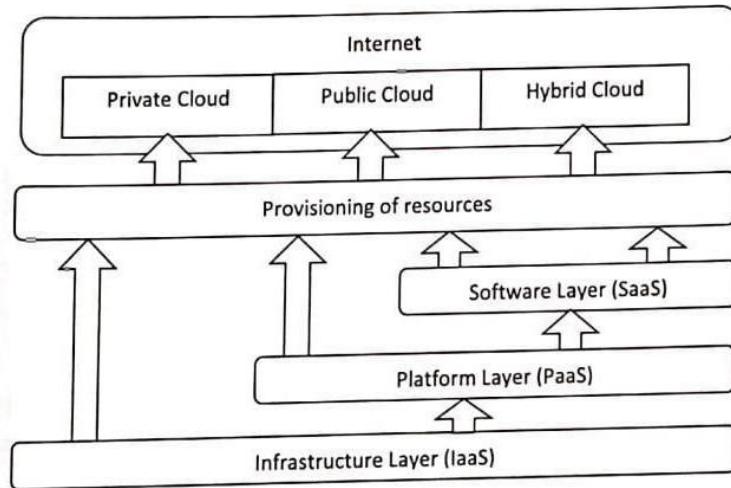 Internet
Private Cloud
Public Cloud
Hybrid Cloud
Provisioning of resources
Software Layer (SaaS)
Platform Layer (PaaS)
Infrastructure Layer (IaaS)